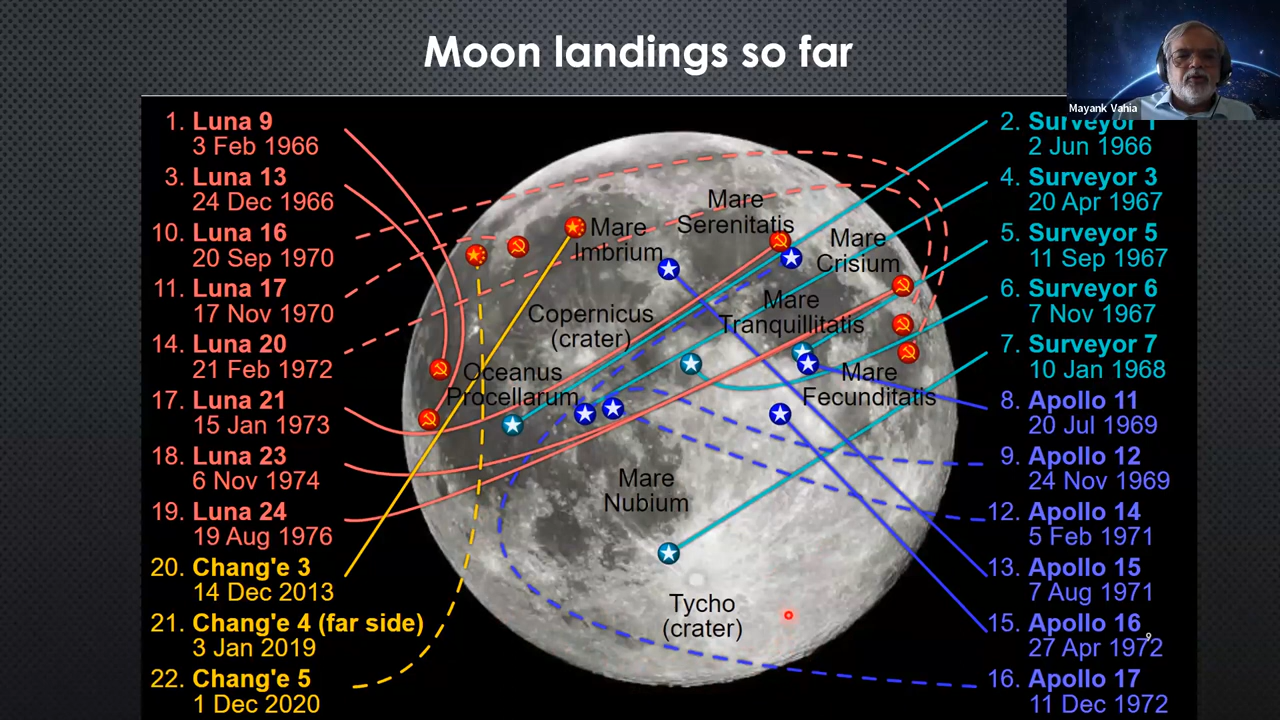 Moon landings so far
Mayank Vahia
1. Luna 9
3 Feb 1966
3. Luna 13
24 Dec 1966
10. Luna 16
20 Sep 1970
11. Luna 17
17 Nov 1970
14. Luna 20
21 Feb 1972
17. Luna 21
15 Jan 1973
18. Luna 23
6 Nov 1974
19. Luna 24
19 Aug 1976
20. Chang'e 3
14 Dec 2013
21. Chang'e 4 (far side)
3 Jan 2019
22. Chang'e 5
1 Dec 2020
Mare
Imbrium
Mare
Serenitatis
Mare
Crisium
Copernicus
(crater)
Mare
Tranquillitatis
Oceanus
Procellarum
Mare
Fecunditatis
Mare
Nubium
Tycho
(crater)
2. Surveyor 1
2 Jun 1966
4. Surveyor 3
20 Apr 1967
5. Surveyor 5
11 Sep 1967
6. Surveyor 6
7 Nov 1967
7. Surveyor 7
10 Jan 1968
8. Apollo 11
20 Jul 1969
9. Apollo 12
24 Nov 1969
12. Apollo 14
5 Feb 1971
13. Apollo 15
7 Aug 1971
15. Apollo 16
27 Apr 1972
16. Apollo 17
11 Dec 1972